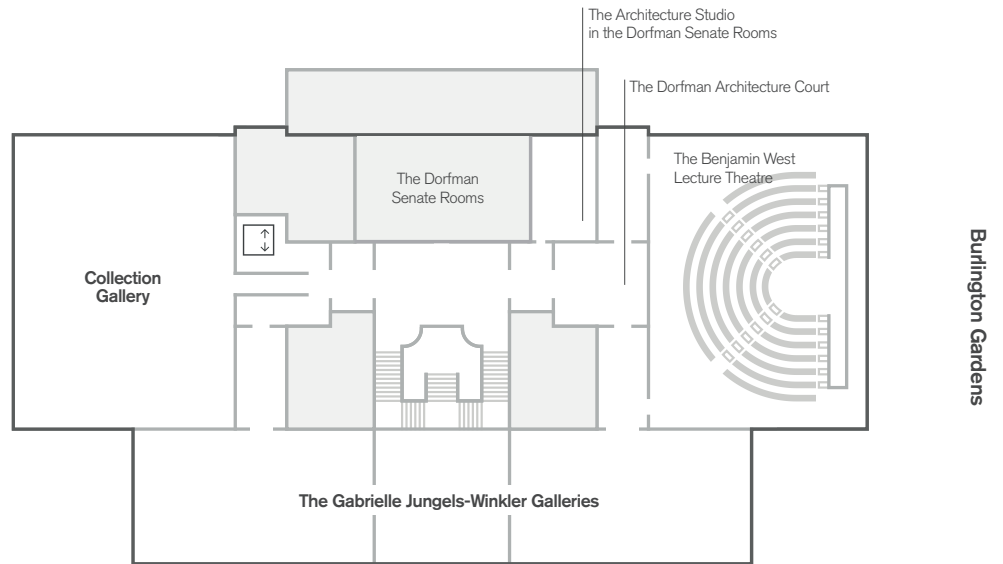 The Architecture Studio
in the Dorfman Senate Rooms
The Dorfman Architecture Court
The Benjamin West
Lecture Theatre
The Dorfman
Senate Rooms
Collection
Gallery
Burlington Gardens
The Gabrielle Jungels-Winkler Galleries